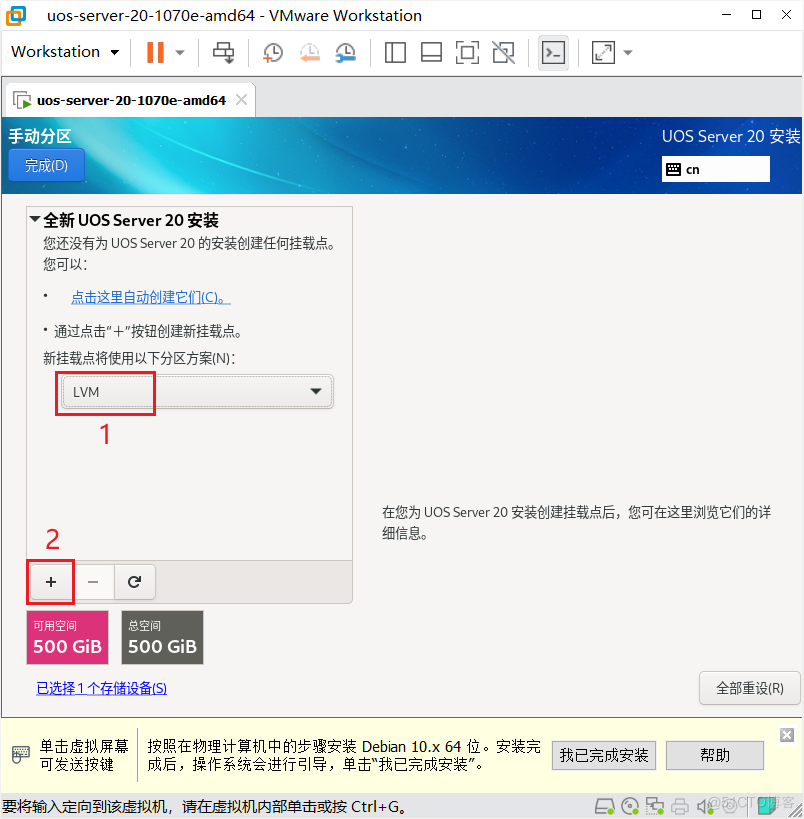 uos-server-20-1070e-amd64 - VMware Workstation
Workstation
uos-server-20-1070e-amd64
手动分区
UOS Server 20 安装
完成(D)
cn
全新 UOS Server 20 安装
您还没有为 UOS Server 20 的安装创建任何挂载点。
您可以：
• 点击这里自动创建它们(C)。
• 通过点击“＋”按钮创建新挂载点。
新挂载点将使用以下分区方案(N)：
LVM
1
在您为 UOS Server 20 安装创建挂载点后，您可在这里浏览它们的详
细信息。
2
+ −
可用空间
500 GiB
总空间
500 GiB
已选择 1 个存储设备(S)
全部重设(R)
单击虚拟屏幕
可发送按键
按照在物理计算机中的步骤安装 Debian 10.x 64 位。安装完
成后，操作系统会进行引导，单击“我已完成安装”。
我已完成安装
帮助
要将输入定向到该虚拟机，请在虚拟机内部单击或按 Ctrl+G。
@51CTO博客